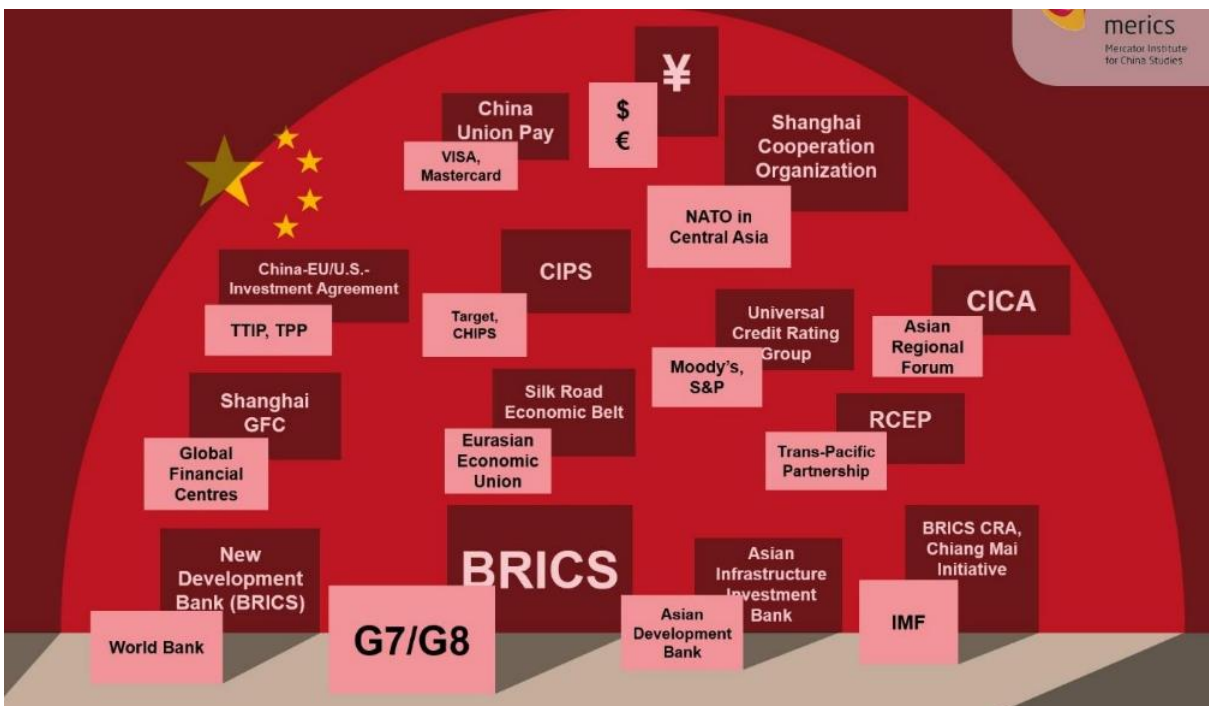 merics
Mercator Institute
for China Studies
¥
$
€
China
Union Pay
VISA,
Mastercard
Shanghai
Cooperation
Organization
NATO in
Central Asia
China-EU/U.S.-
Investment Agreement
TTIP, TPP
CIPS
Target,
CHIPS
Universal
Credit Rating
Group
Moody's,
S&P
CICA
Asian
Regional
Forum
Shanghai
GFC
Global
Financial
Centres
Silk Road
Economic Belt
Eurasian
Economic
Union
RCEP
Trans-Pacific
Partnership
New
Development
Bank (BRICS)
World Bank
BRICS
G7/G8
Asian
Infrastructure
Investment
Bank
Asian
Development
Bank
BRICS CRA,
Chiang Mai
Initiative
IMF